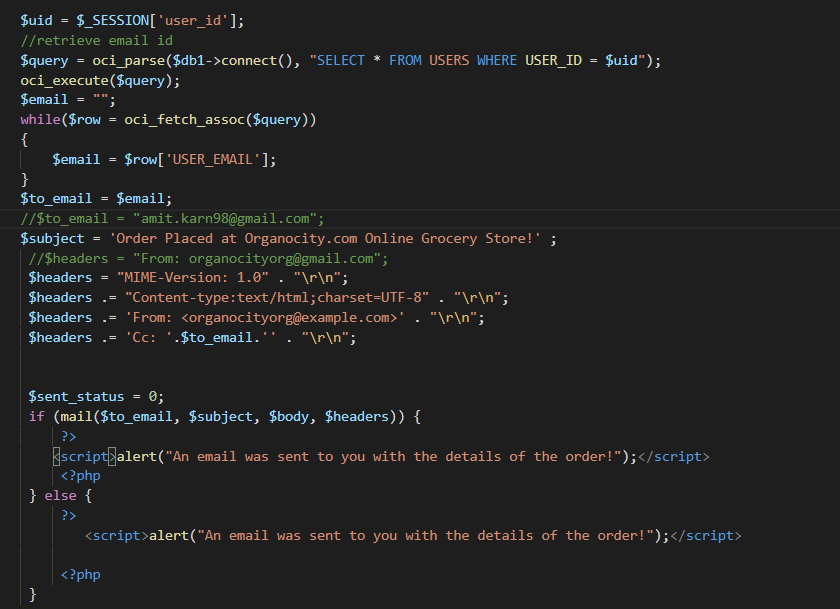 $uid = $_SESSION['user_id'];
//retrieve email id
$query = oci_parse($db1->connect(), "SELECT * FROM USERS WHERE USER_ID = $uid");
oci_execute($query);
$email = "";
while($row = oci_fetch_assoc($query))
{
    $email = $row['USER_EMAIL'];
}
$to_email = $email;
//$to_email = "amit.karn98@gmail.com";
$subject = 'Order Placed at Organocity.com Online Grocery Store!' ;
 //$headers = "From: organocityorg@gmail.com";
 $headers = "MIME-Version: 1.0" . "\r\n";
 $headers .= "Content-type:text/html;charset=UTF-8" . "\r\n";
 $headers .= 'From: <organocityorg@example.com>' . "\r\n";
 $headers .= 'Cc: '.$to_email.'' . "\r\n";
 $sent_status = 0;
 if (mail($to_email, $subject, $body, $headers)) {
     ?>
    <script>alert("An email was sent to you with the details of the order!");</script>
     <?php
 } else {
     ?>
        <script>alert("An email was sent to you with the details of the order!");</script>
     <?php
 }